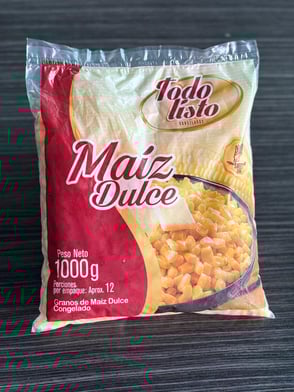 Todo
listo
Maíz
Dulce
Peso Neto
1000g
Porciones
por empaque: Aprox. 12
Granos de Maíz Dulce
Congelado